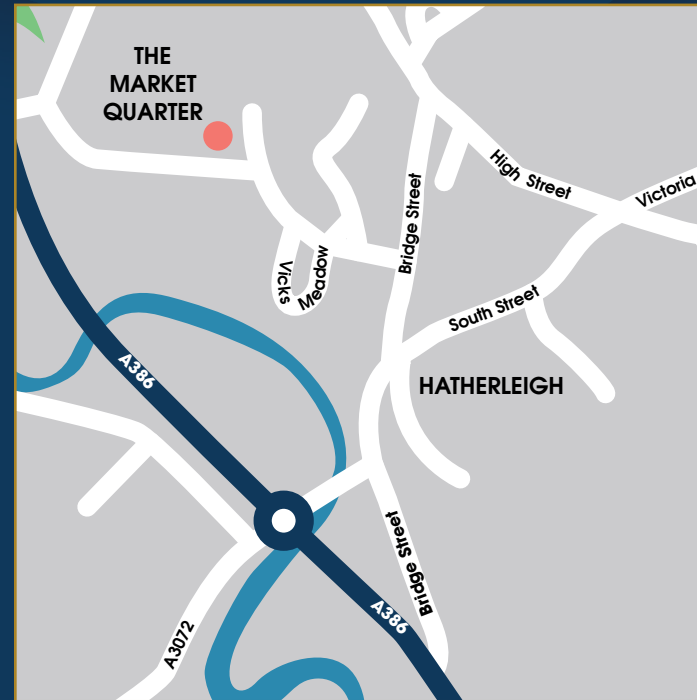 THE
MARKET
QUARTER
High Street
Victoria
Bridge Street
Vicks
Meadow
South Street
A386
HATHERLEIGH
Bridge Street
A386
A3072